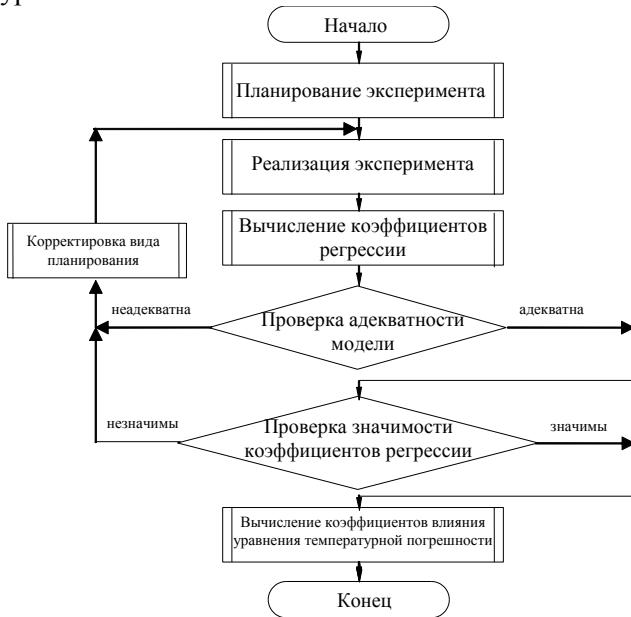 ур
Начало
Планирование эксперимента
Реализация эксперимента
Вычисление коэффициентов
регрессии
Корректировка вида
планирования
неадекватна
Проверка адекватности
модели
адекватна
незначимы
Проверка значимости
коэффициентов регрессии
значимы
Вычисление коэффициентов влияния
уравнения температурной погрешности
Конец